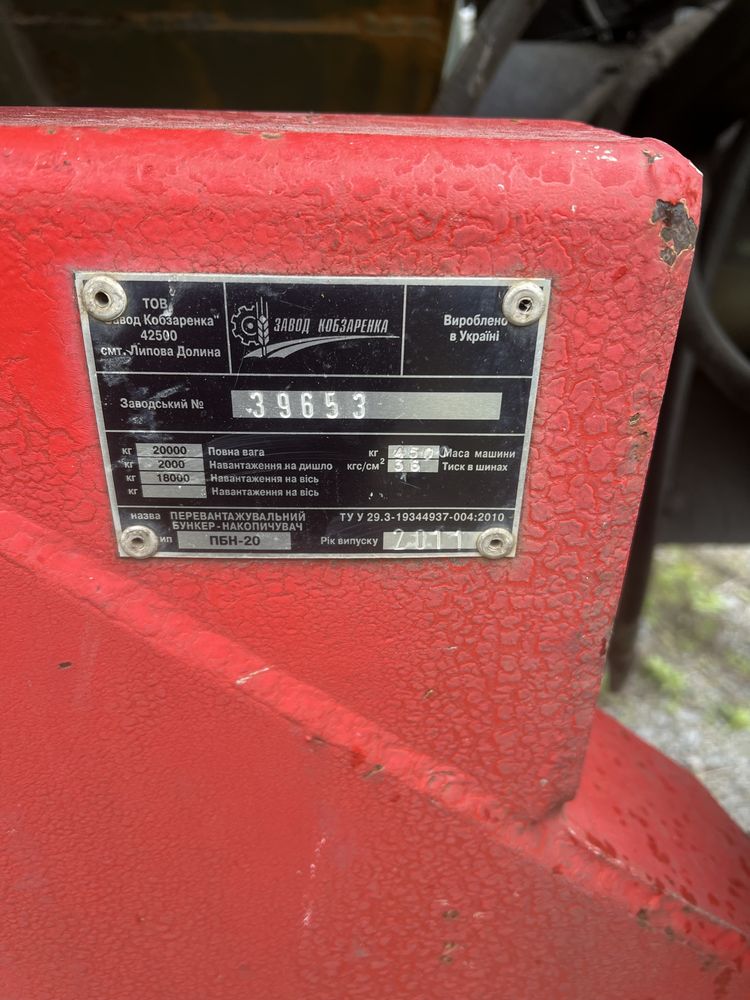 ТОВ
"Завод Кобзаренка"
42500
смт. Липова Долина
ЗАВОД КОБЗАРЕНКА
Вироблено
в Україні
Заводський № 39653
кг 20000 Повна вага
кг 2000 Навантаження на дишло
кг 18000 Навантаження на вісь
кг Навантаження на вісь
кг Маса машини
кгс/см² Тиск в шинах
назва ПЕРЕВАНТАЖУВАЛЬНИЙ
БУНКЕР-НАКОПИЧУВАЧ
ТУ У 29.3-19344937-004:2010
ПБН-20
Рік випуску 2011